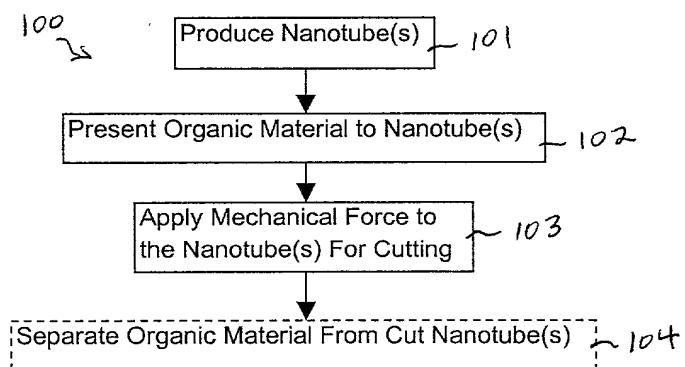 100
Produce Nanotube(s)
101
Present Organic Material to Nanotube(s)
102
Apply Mechanical Force to
the Nanotube(s) For Cutting
103
Separate Organic Material From Cut Nanotube(s)
104